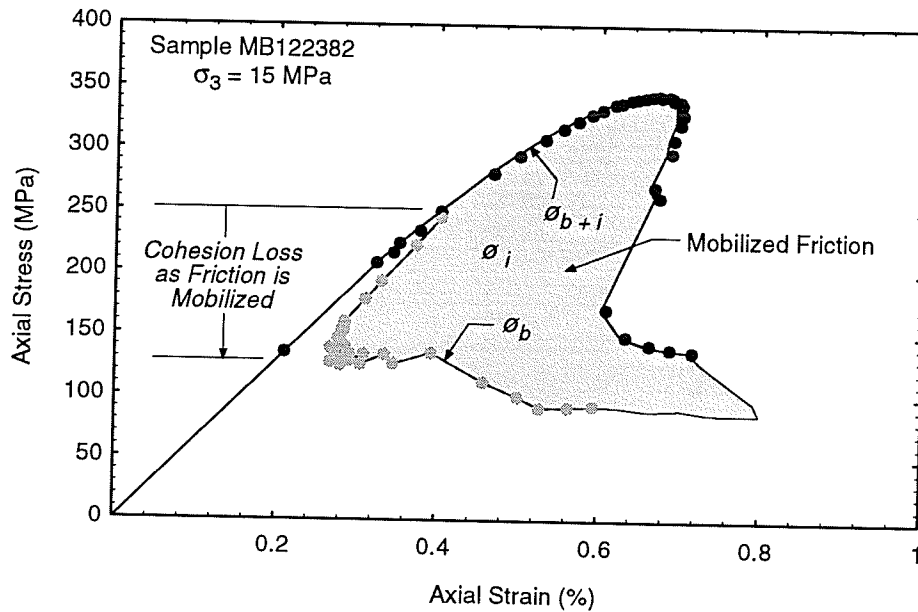 400
350
300
250
200
150
100
50
0
Axial Stress (MPa)
Sample MB122382
σ3 = 15 MPa
Cohesion Loss
as Friction is
Mobilized
Øb + i
Øi
Øb
Mobilized Friction
0.2
0.4
0.6
0.8
1
Axial Strain (%)